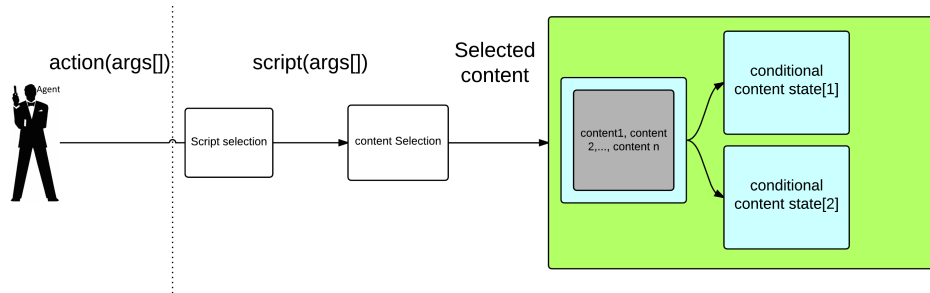 action(args[])
script(args[])
Selected
content
Agent
Script selection
content Selection
content1, content
2,..., content n
conditional
content state[1]
conditional
content state[2]